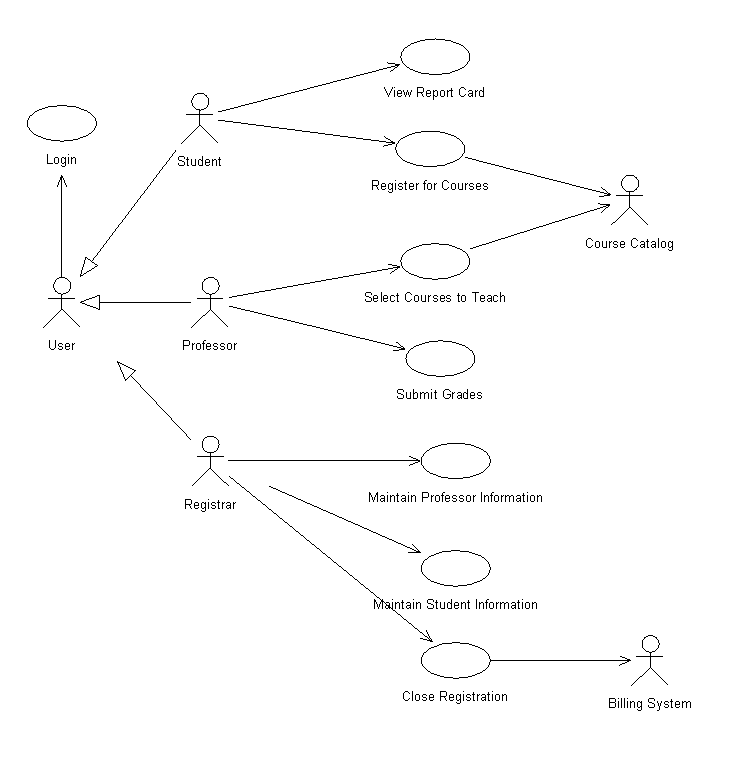 View Report Card
Login
Student
Register for Courses
Course Catalog
Select Courses to Teach
User
Professor
Submit Grades
Maintain Professor Information
Registrar
Maintain Student Information
Close Registration
Billing System